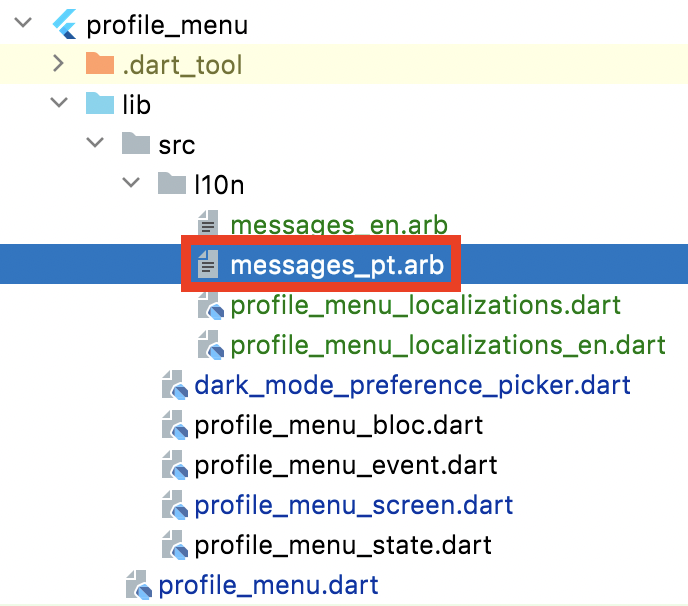 profile_menu
.dart_tool
lib
src
l10n
messages_en.arb
messages_pt.arb
profile_menu_localizations.dart
profile_menu_localizations_en.dart
dark_mode_preference_picker.dart
profile_menu_bloc.dart
profile_menu_event.dart
profile_menu_screen.dart
profile_menu_state.dart
profile_menu.dart